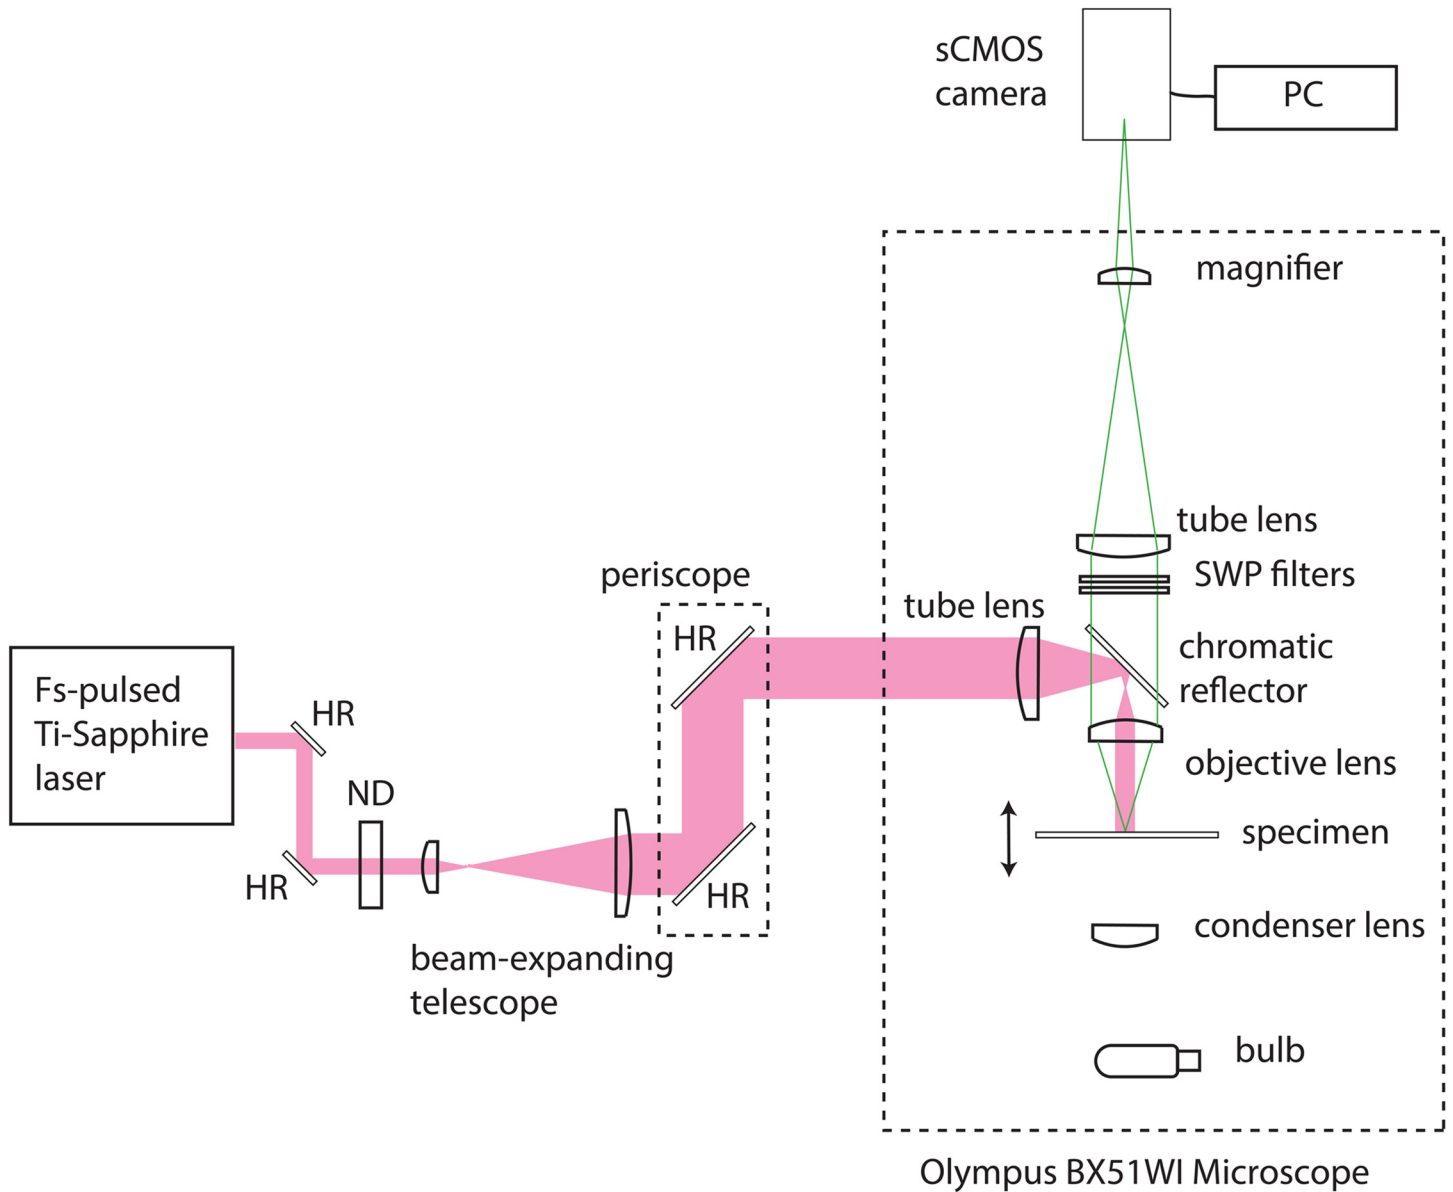 sCMOS
camera
PC
magnifier
tube lens
SWP filters
periscope
tube lens
HR
chromatic
reflector
Fs-pulsed
Ti-Sapphire
laser
HR
ND
objective lens
specimen
HR
HR
condenser lens
beam-expanding
telescope
bulb
Olympus BX51WI Microscope